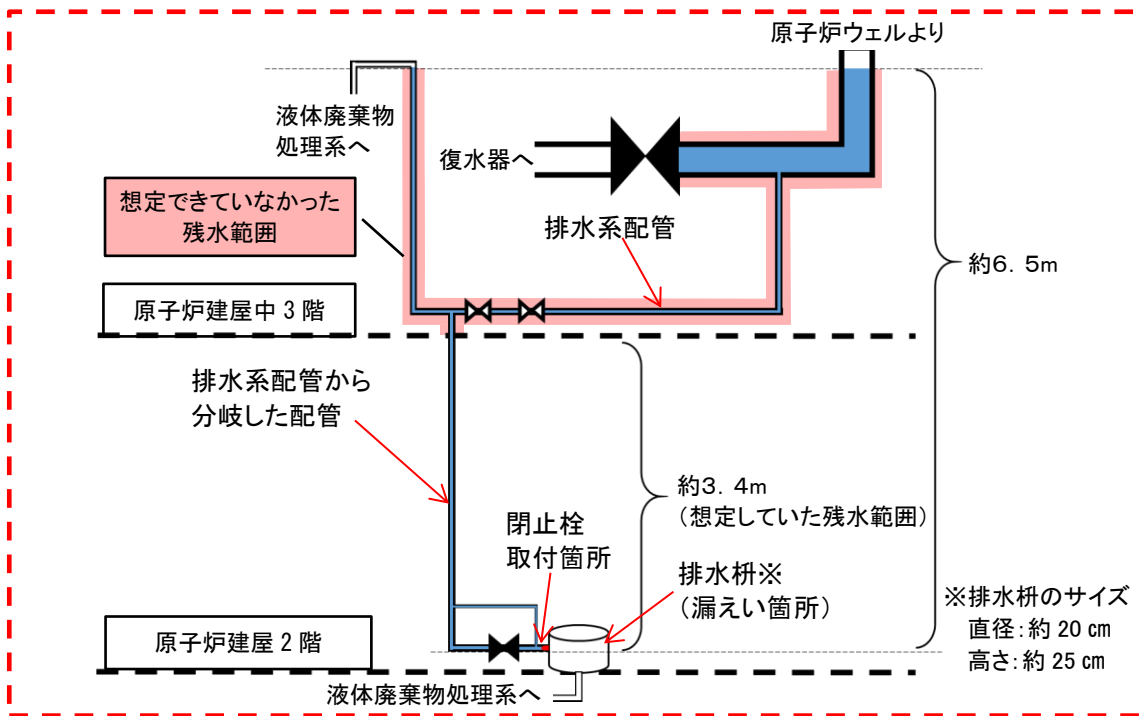 原子炉ウェルより
液体廃棄物
処理系へ
復水器へ
想定できていなかった
残水範囲
排水系配管
約6．5m
原子炉建屋中3階
排水系配管から
分岐した配管
約3．4m
（想定していた残水範囲）
閉止栓
取付箇所
排水枡※
（漏えい箇所）
※排水枡のサイズ
直径：約20㎝
高さ：約25㎝
原子炉建屋2階
液体廃棄物処理系へ